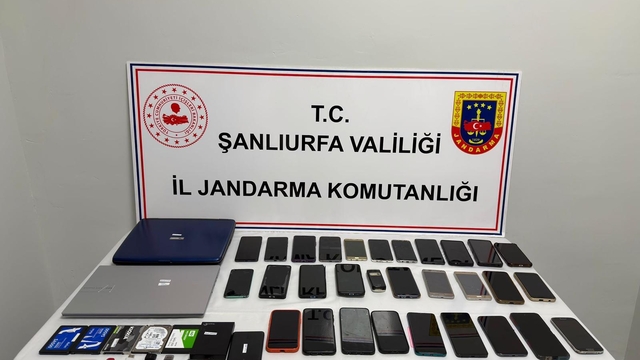 T.C.
ŞANLIURFA VALİLİĞİ
İL JANDARMA KOMUTANLIĞI
JANDARMA